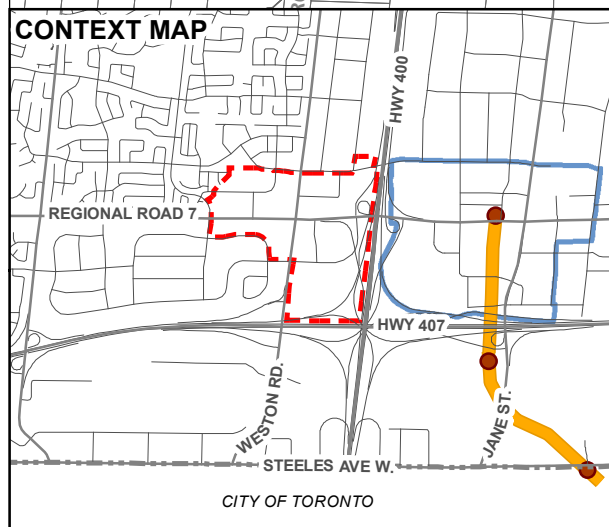 CONTEXT MAP
HWY 400
REGIONAL ROAD 7
HWY 407
WESTON RD.
JANE ST.
STEELES AVE W.
CITY OF TORONTO